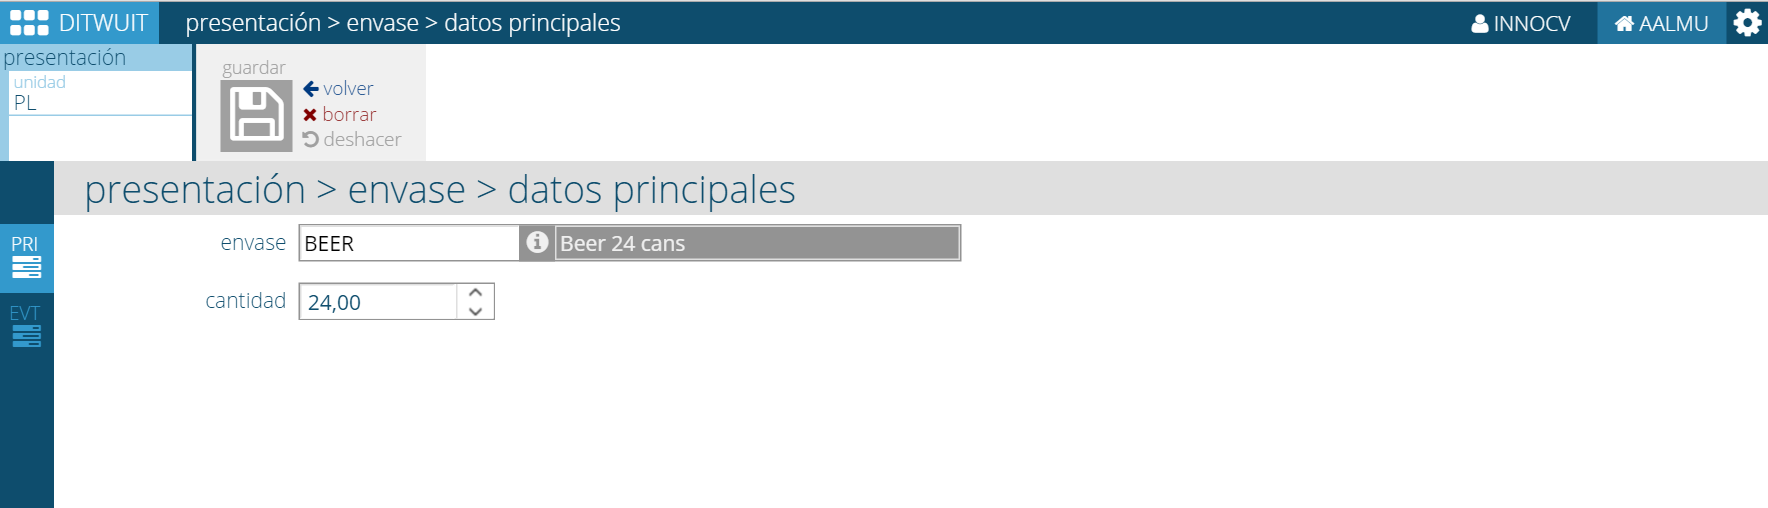 DITWUIT presentación > envase > datos principales INNOCV AALMU
presentación
unidad
PL
guardar
volver
borrar
deshacer
presentación > envase > datos principales
PRI
EVT
envase BEER Beer 24 cans
cantidad 24,00